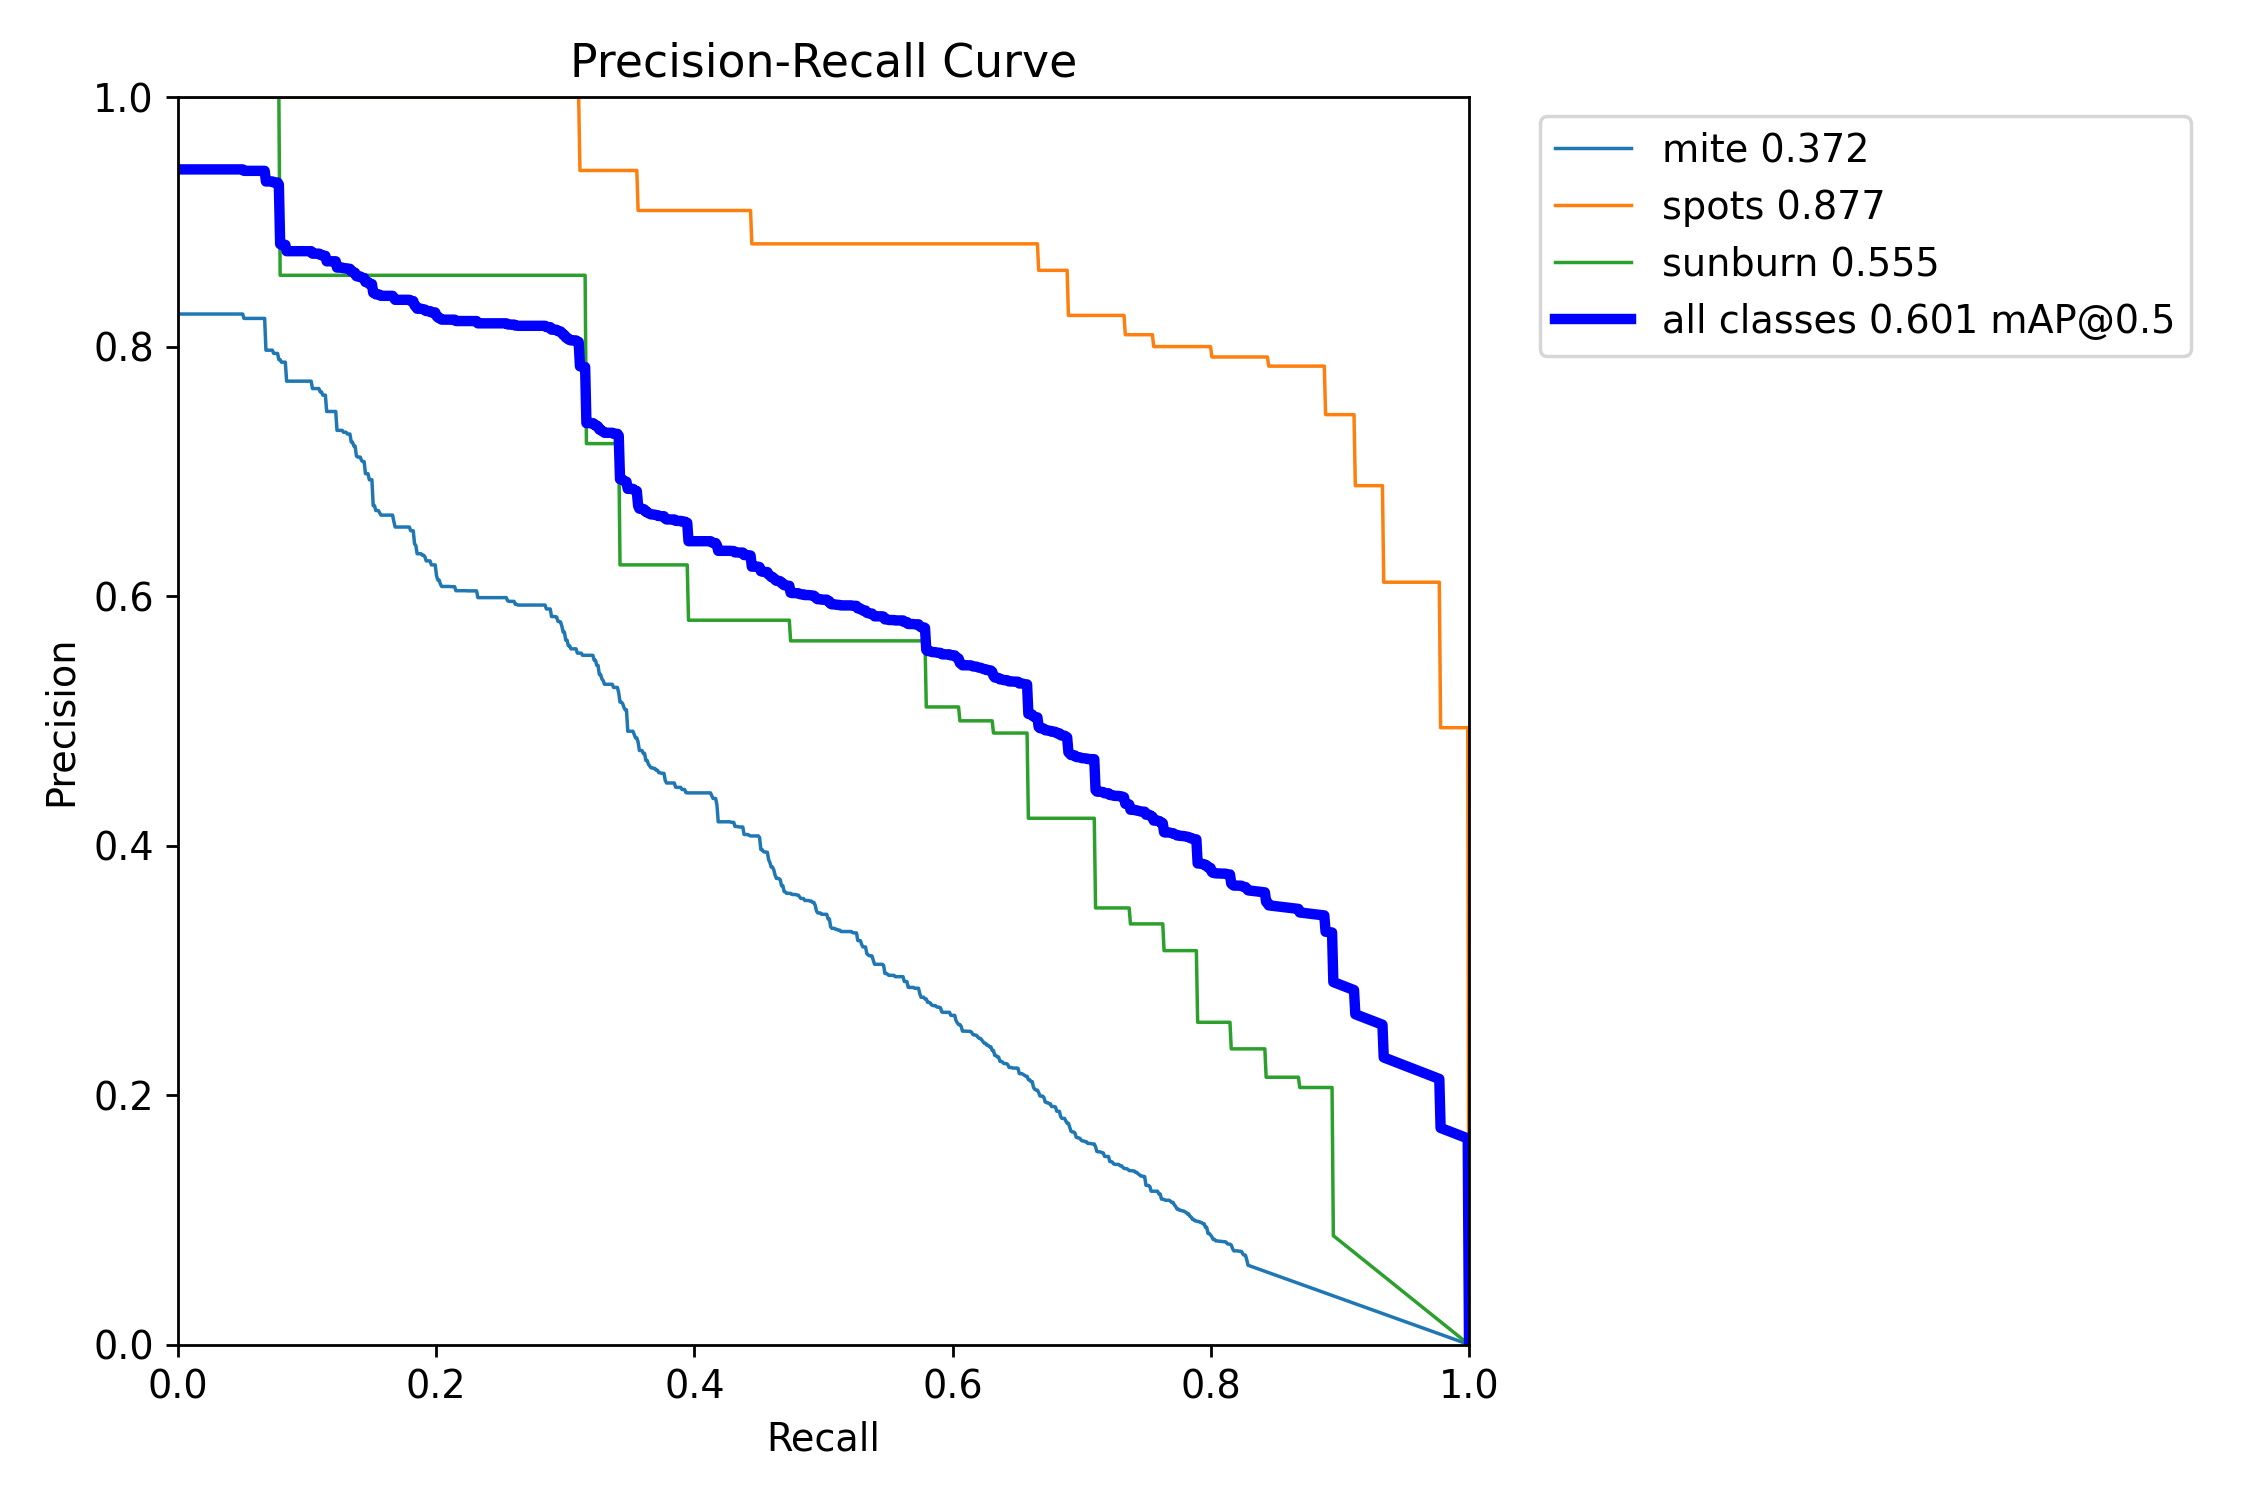 Precision-Recall Curve
1.0
0.8
0.6
0.4
0.2
0.0
Precision
0.0 0.2 0.4 0.6 0.8 1.0
Recall
mite 0.372
spots 0.877
sunburn 0.555
all classes 0.601 mAP@0.5